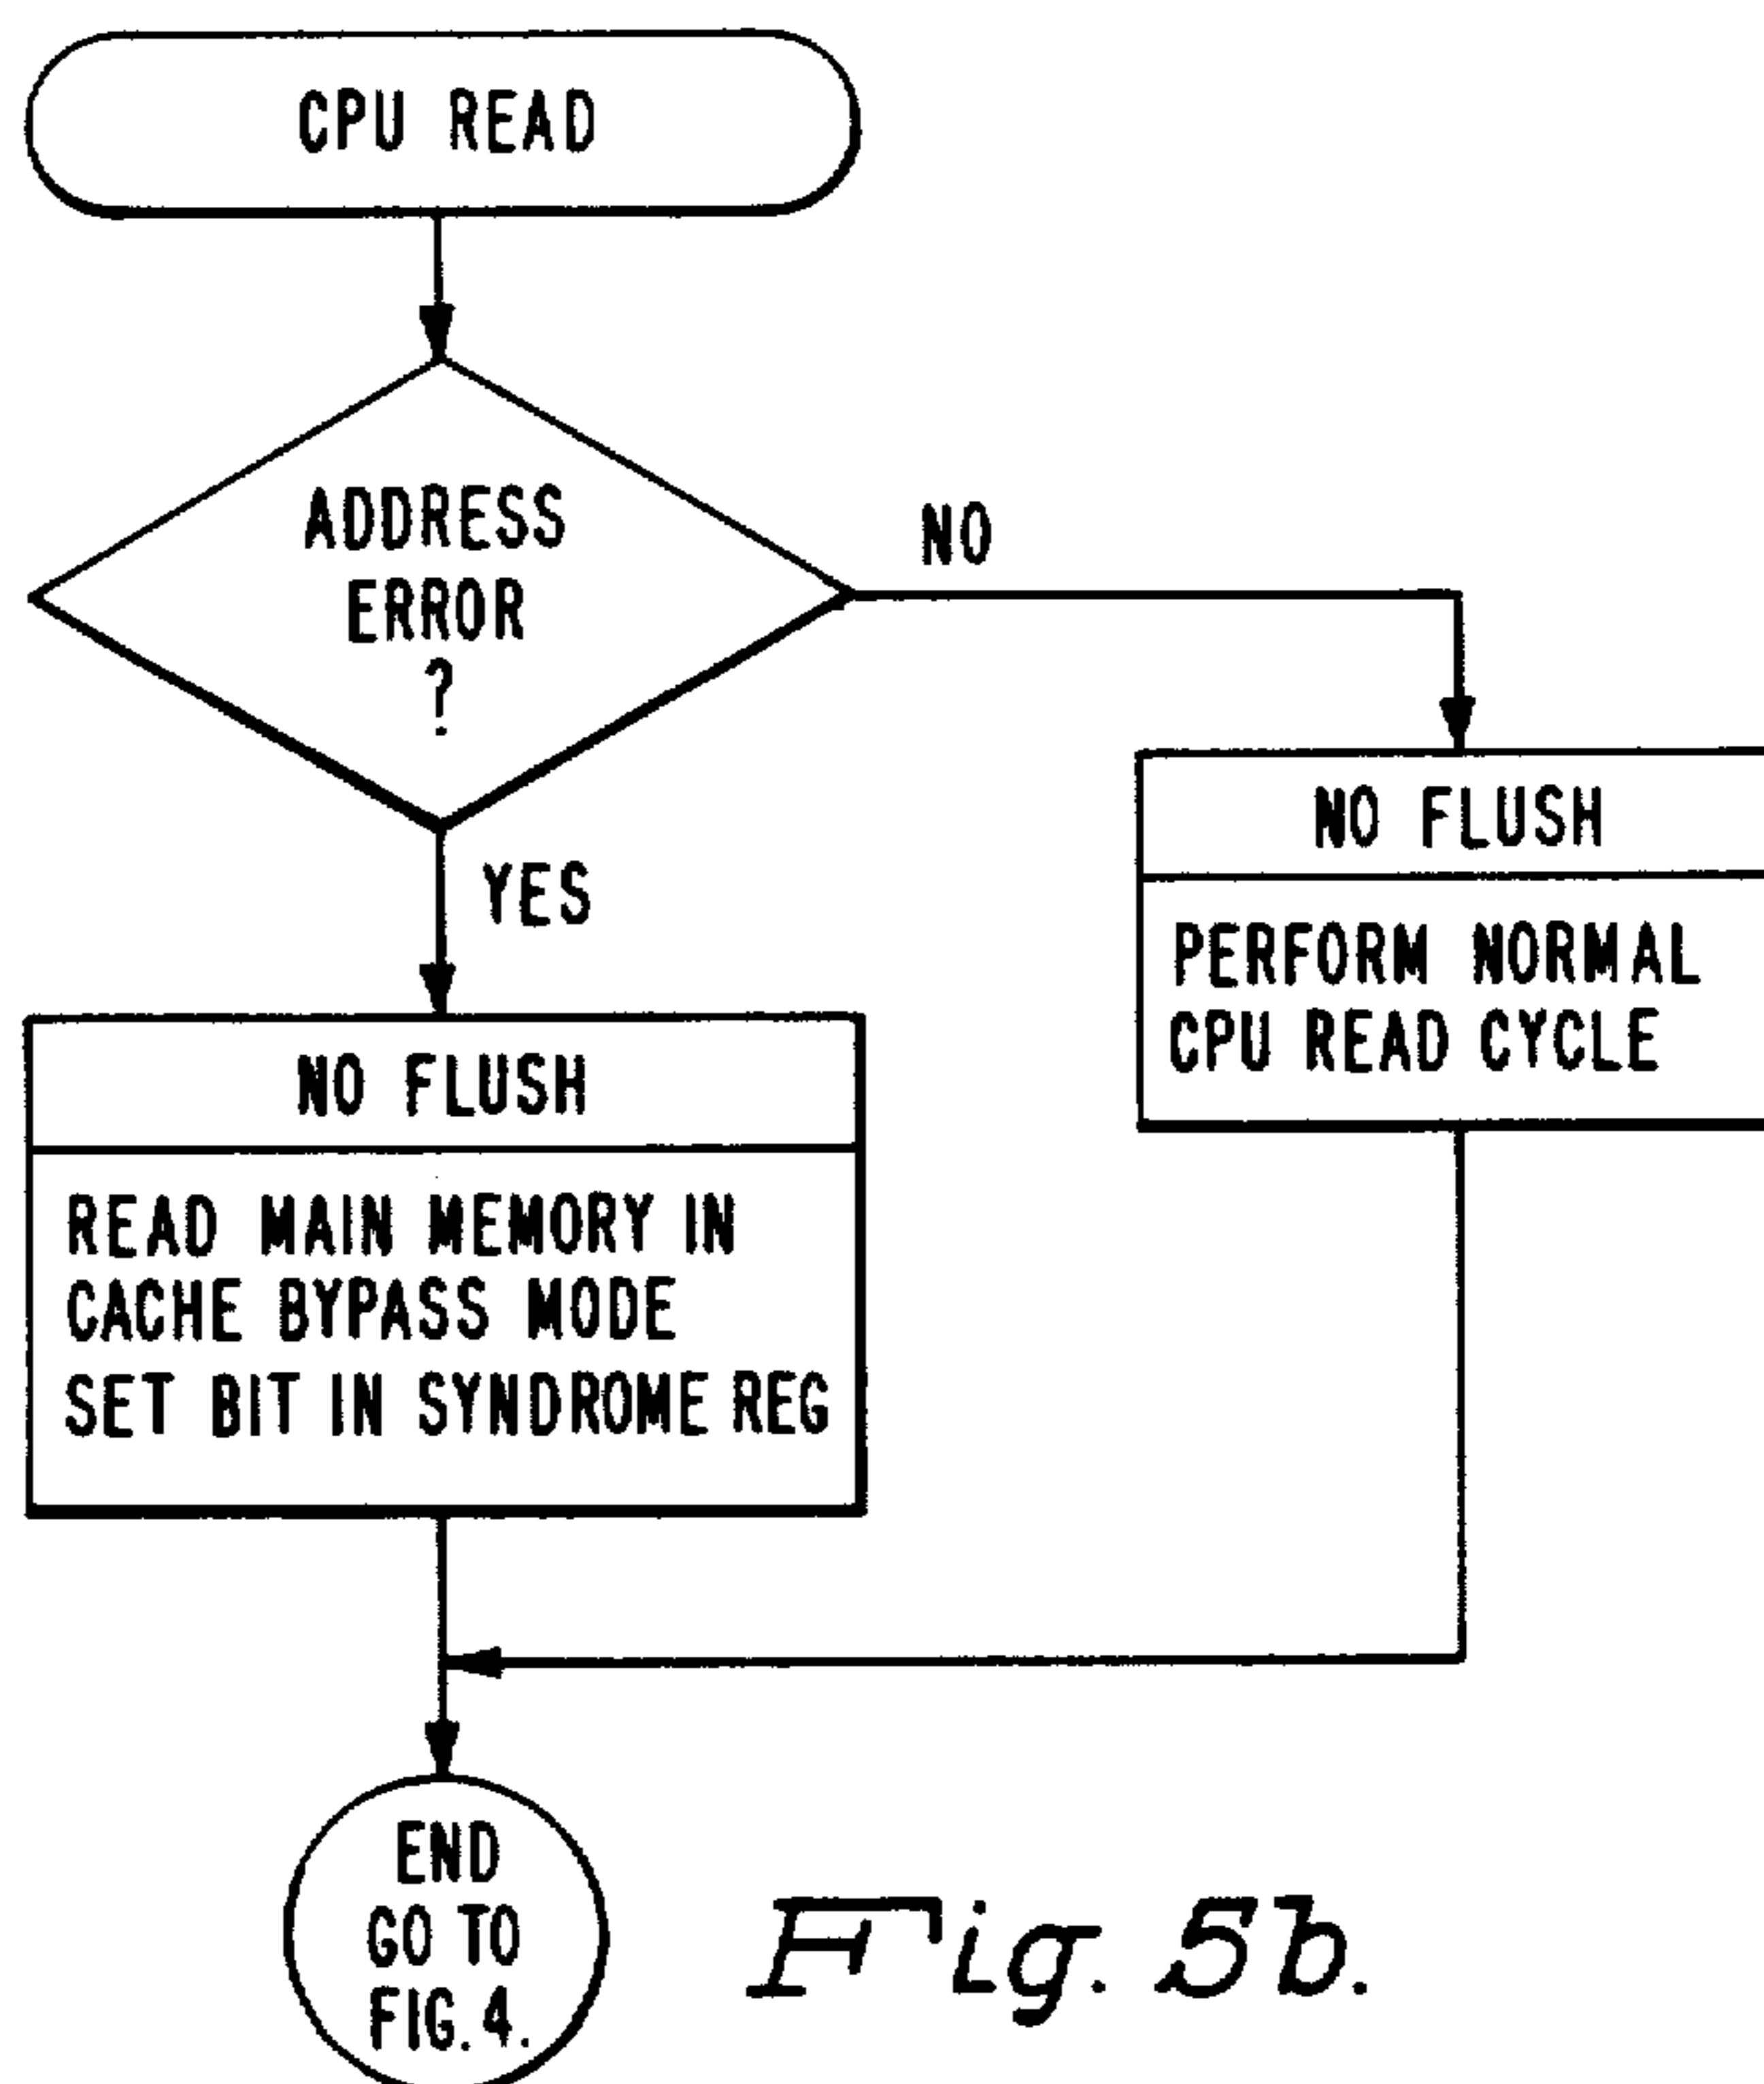 CPU READ
ADDRESS
ERROR
?
NO
YES
NO FLUSH
PERFORM NORMAL
CPU READ CYCLE
NO FLUSH
READ MAIN MEMORY IN
CACHE BYPASS MODE
SET BIT IN SYNDROME REG
END
GO TO
FIG. 4.
Fig. 5b.